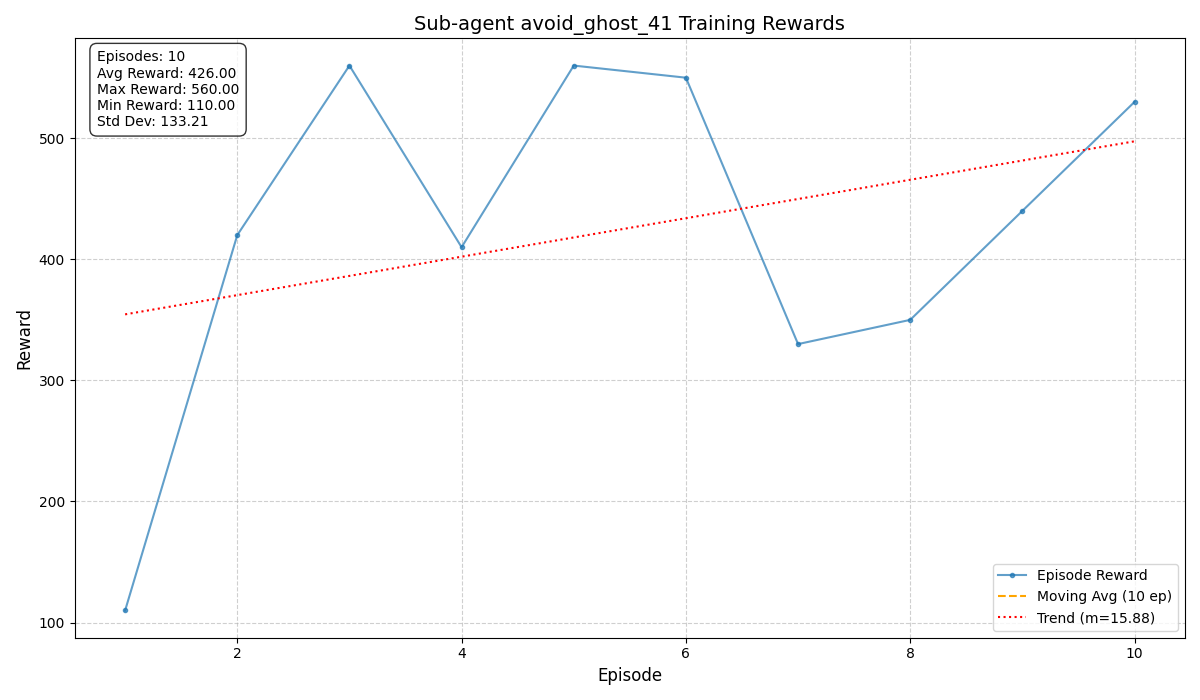 Sub-agent avoid_ghost_41 Training Rewards
Episodes: 10
Avg Reward: 426.00
Max Reward: 560.00
Min Reward: 110.00
Std Dev: 133.21
Reward
500
400
300
200
100
2
4
6
8
10
Episode
Episode Reward
Moving Avg (10 ep)
Trend (m=15.88)